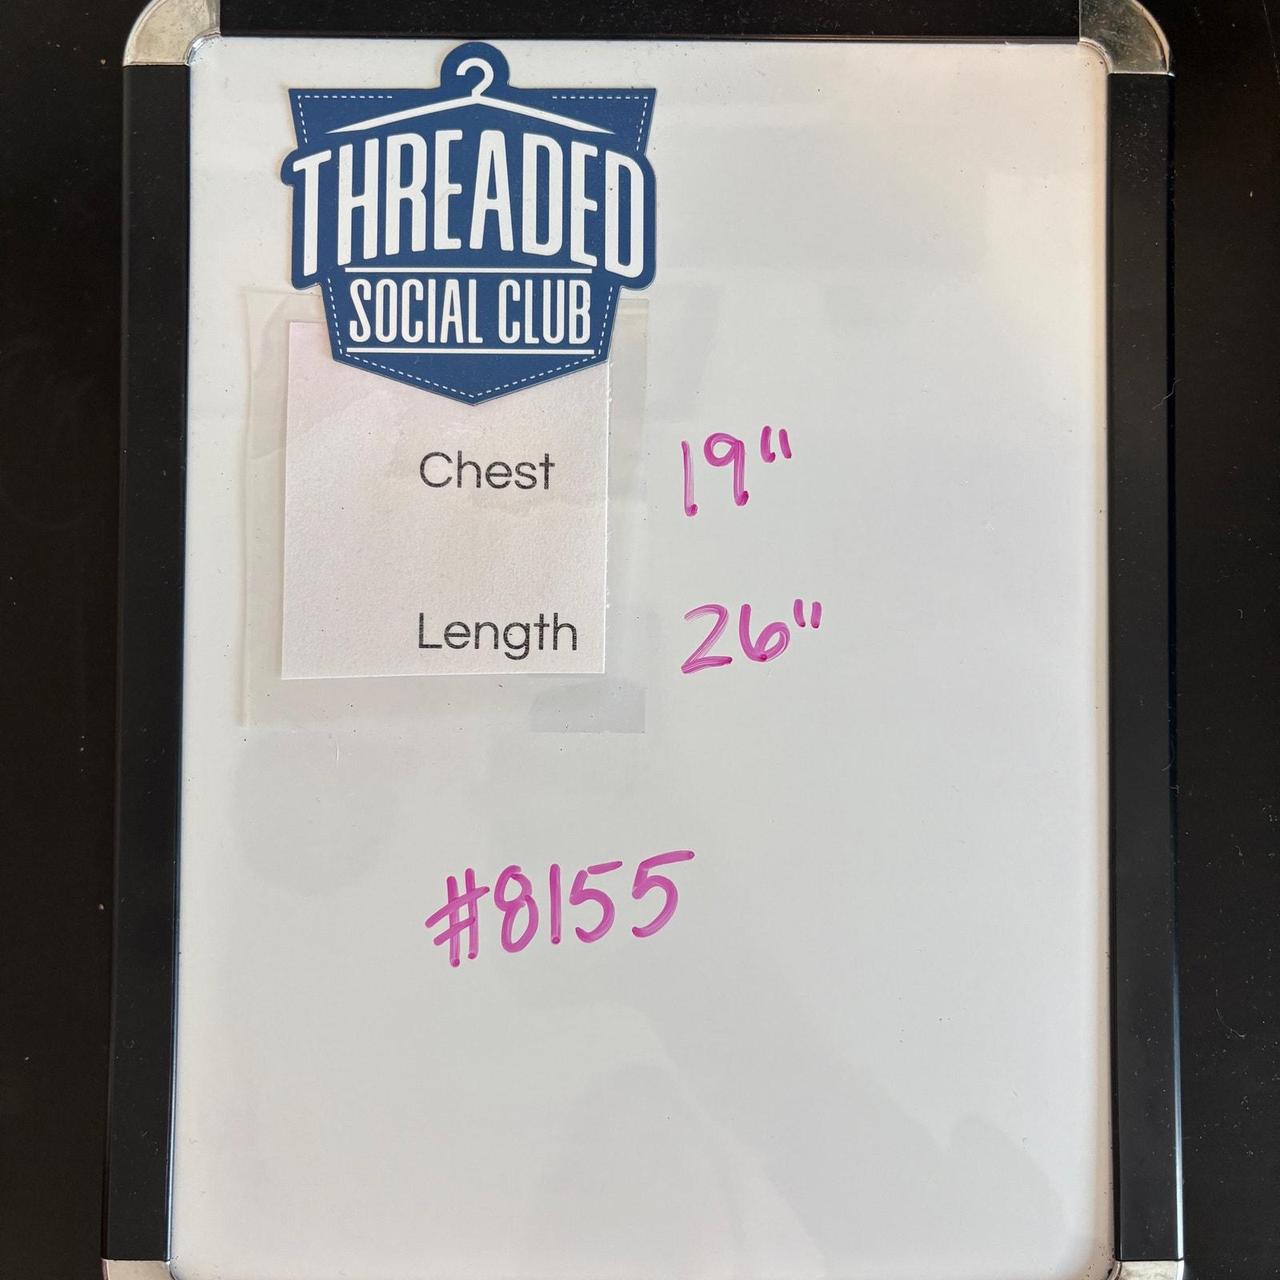 THREADED
SOCIAL CLUB
Chest 19"
Length 26"
#8155